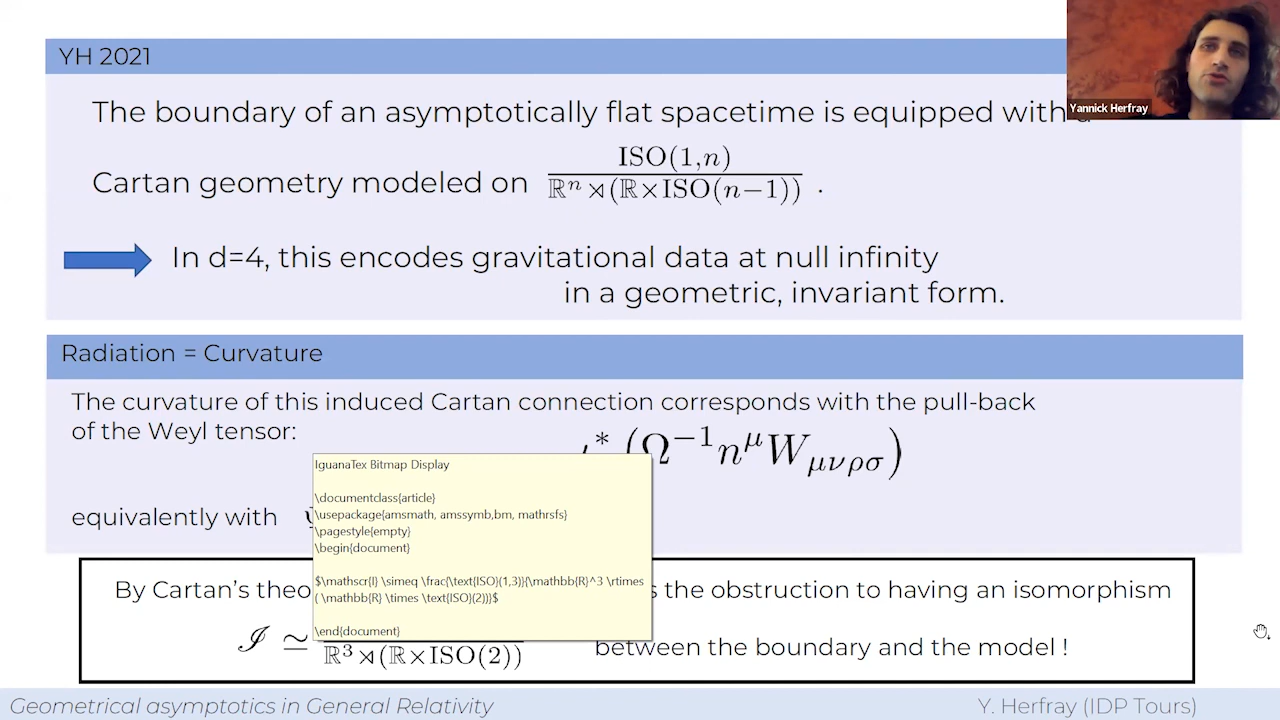 YH 2021
Yannick Herfray
The boundary of an asymptotically flat spacetime is equipped with
Cartan geometry modeled on ISO(1,n) / ℝⁿ ⋊ (ℝ×ISO(n−1)) .
In d=4, this encodes gravitational data at null infinity
in a geometric, invariant form.
Radiation = Curvature
The curvature of this induced Cartan connection corresponds with the pull-back
of the Weyl tensor:
* (Ω⁻¹ n^μ W_μνρσ)
equivalently with
IguanaTex Bitmap Display
\documentclass{article}
\usepackage{amsmath, amssymb,bm, mathrsfs}
\pagestyle{empty}
\begin{document}
$\mathscr{I} \simeq \frac{\text{ISO}(1,3)}{\mathbb{R}^3 \rtimes
( \mathbb{R} \times \text{ISO}(2))}$
\end{document}
By Cartan's theo
s the obstruction to having an isomorphism
ℐ ≃ ℝ³ ⋊ (ℝ×ISO(2))
between the boundary and the model !
Geometrical asymptotics in General Relativity
Y. Herfray (IDP Tours)